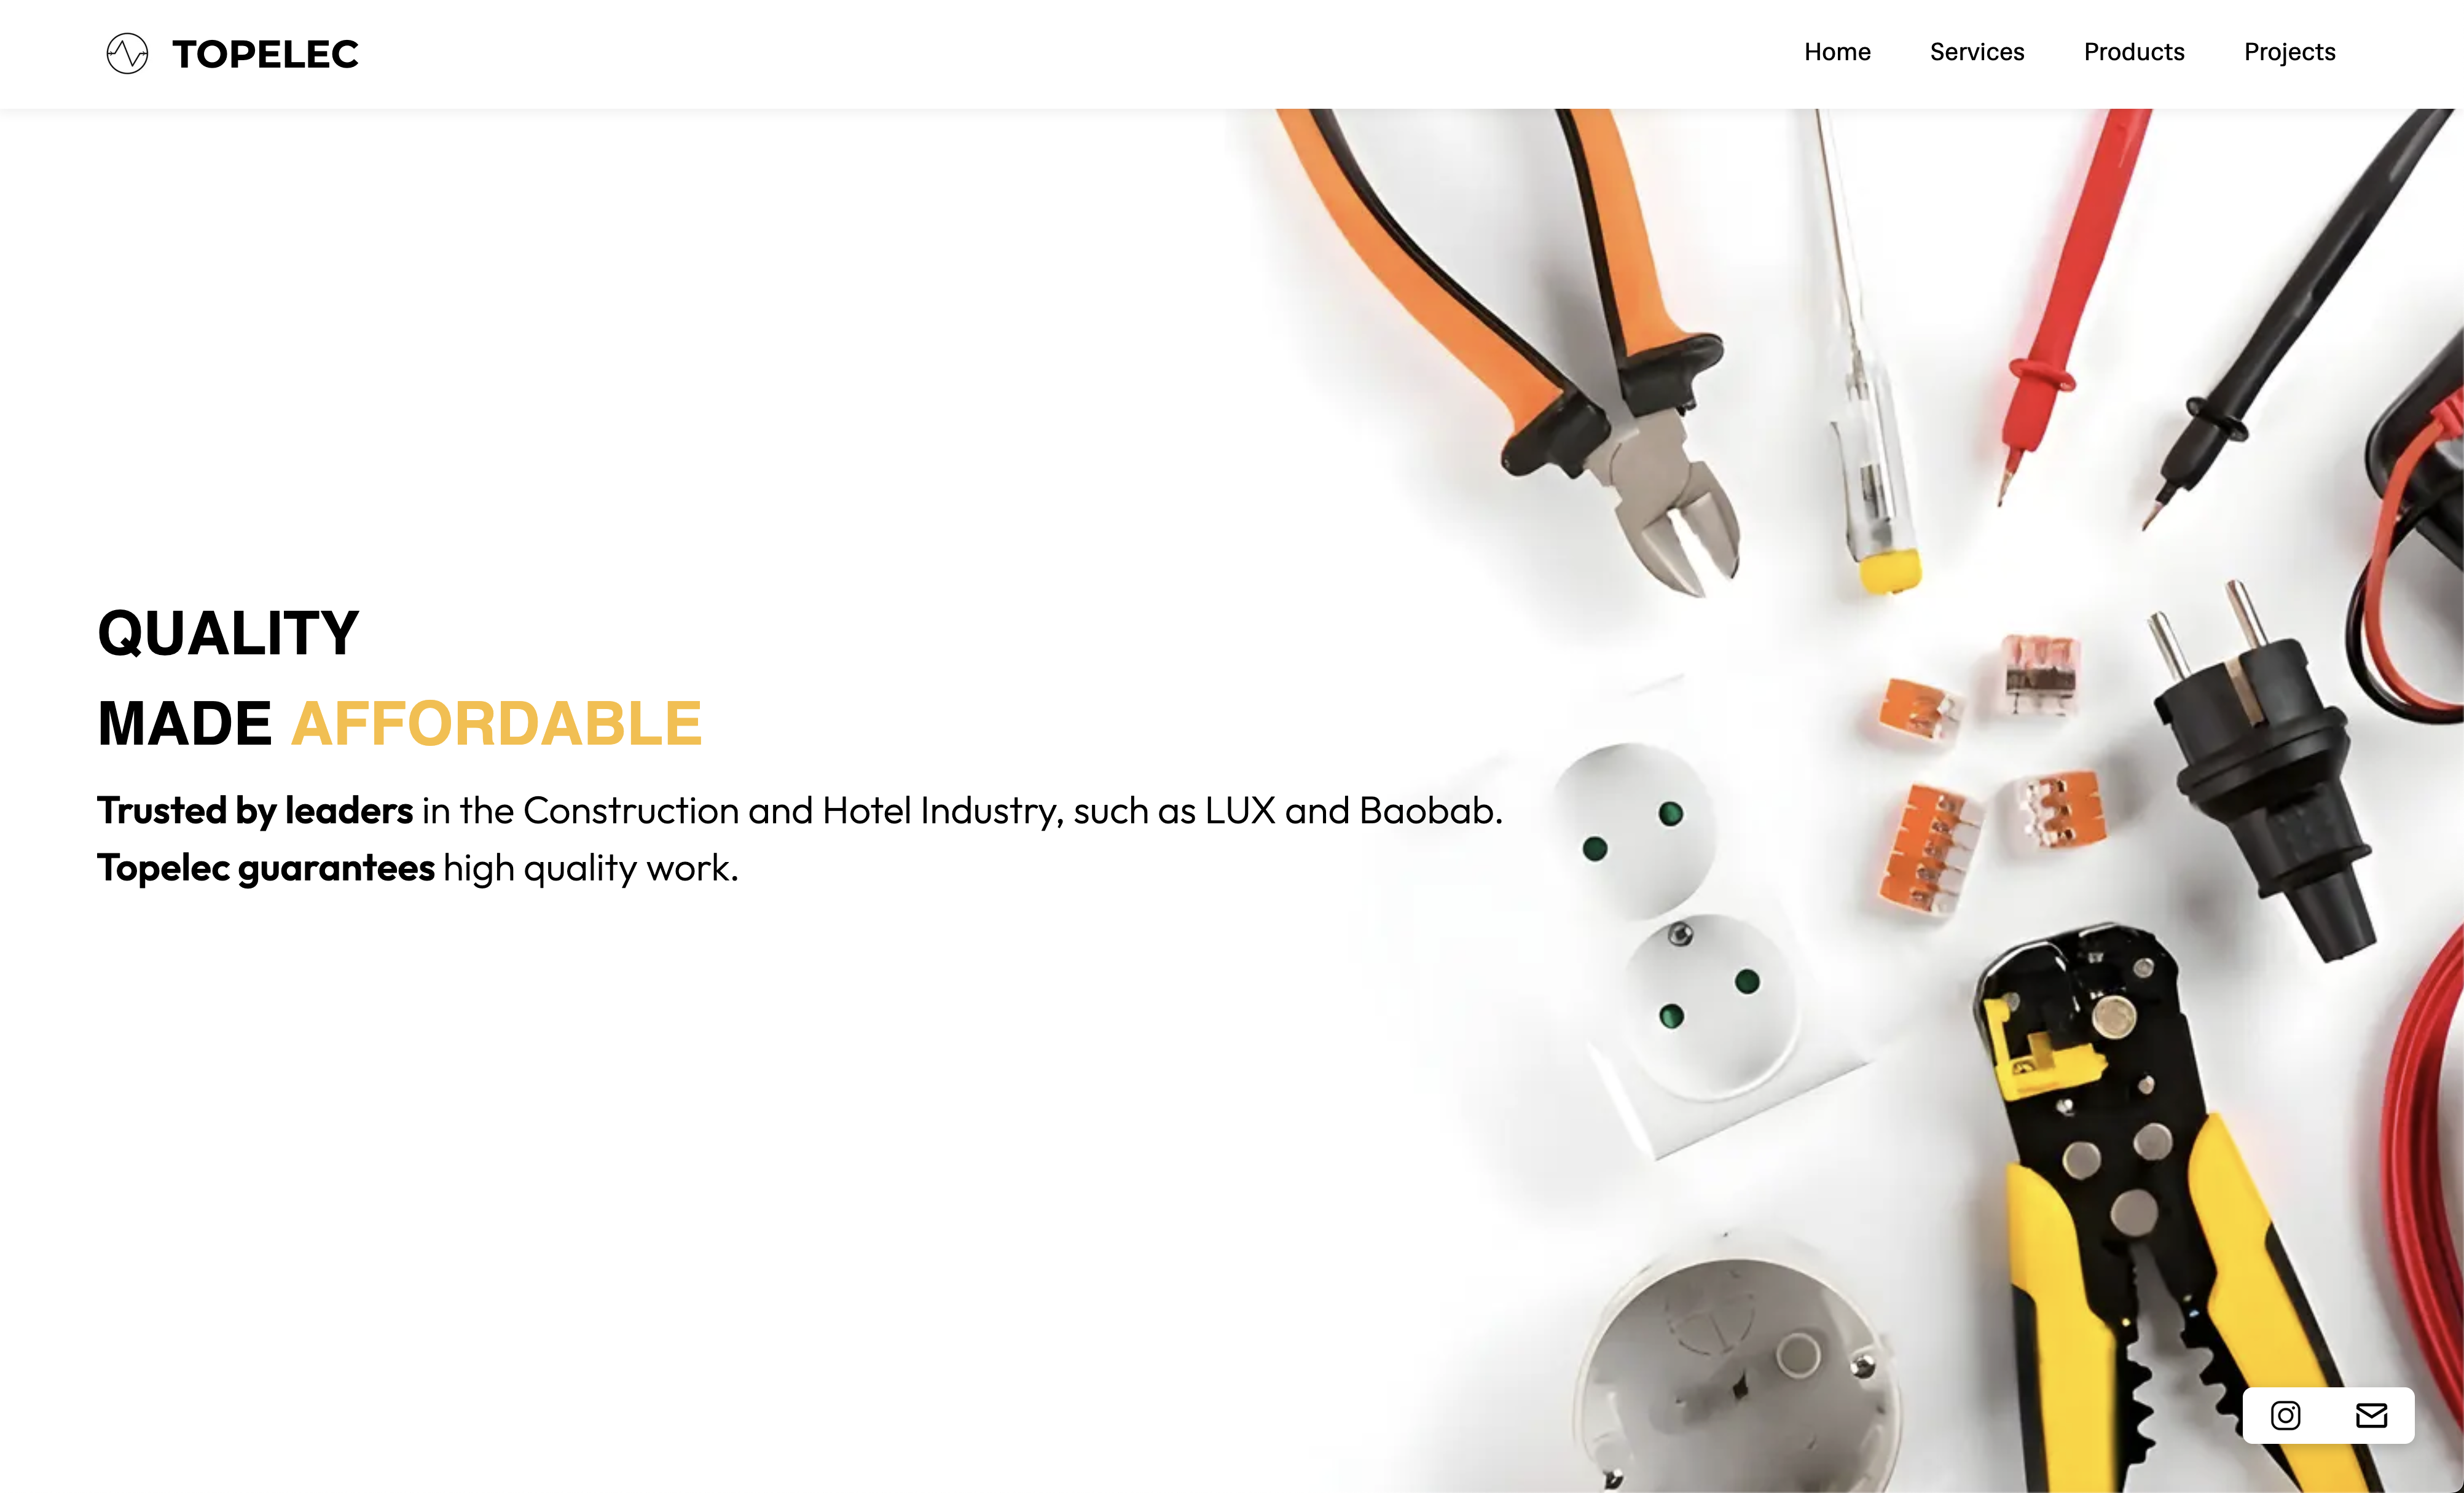 TOPELEC
Home Services Products Projects
QUALITY
MADE AFFORDABLE
Trusted by leaders in the Construction and Hotel Industry, such as LUX and Baobab.
Topelec guarantees high quality work.